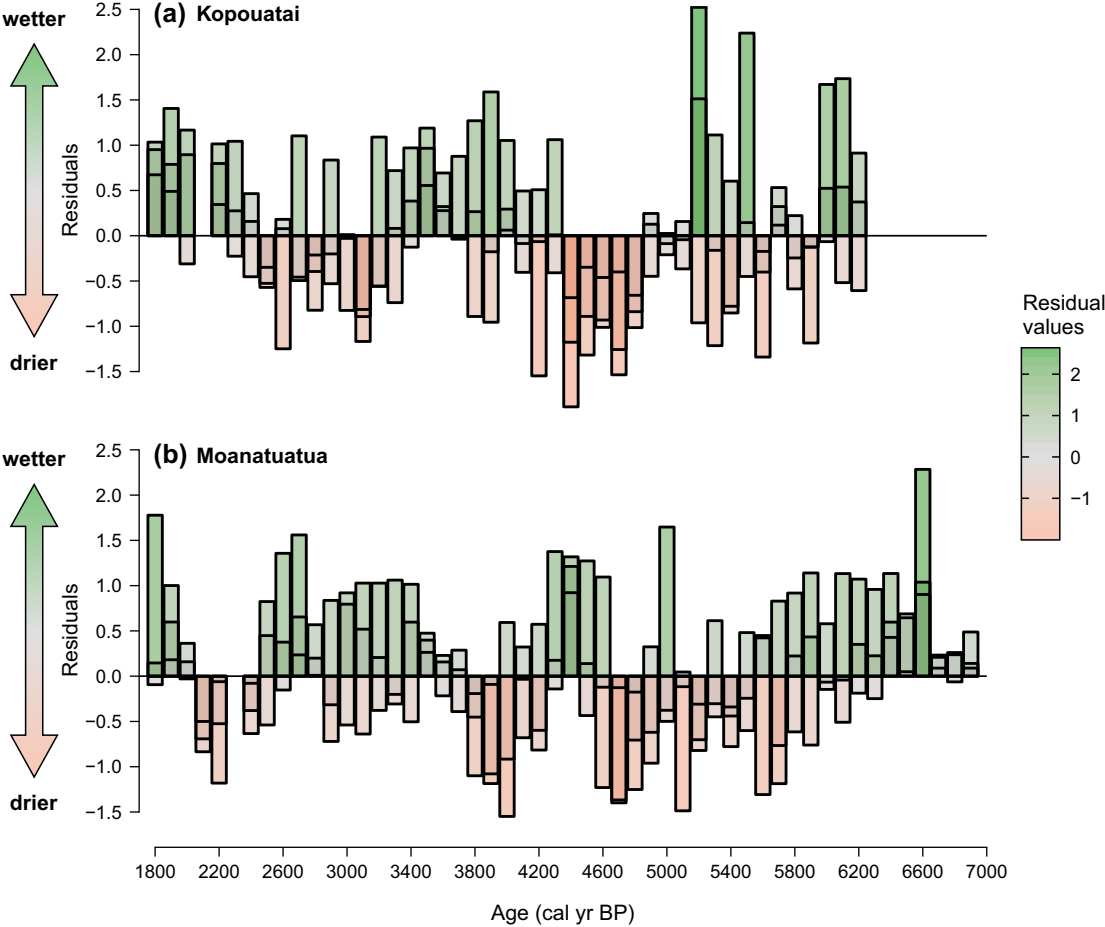 wetter
drier
Residuals
2.5
2.0
1.5
1.0
0.5
0.0
−0.5
−1.0
−1.5
(a) Kopouatai
Residual
values
2
1
0
−1
wetter
drier
Residuals
2.5
2.0
1.5
1.0
0.5
0.0
−0.5
−1.0
−1.5
(b) Moanatuatua
1800 2200 2600 3000 3400 3800 4200 4600 5000 5400 5800 6200 6600 7000
Age (cal yr BP)